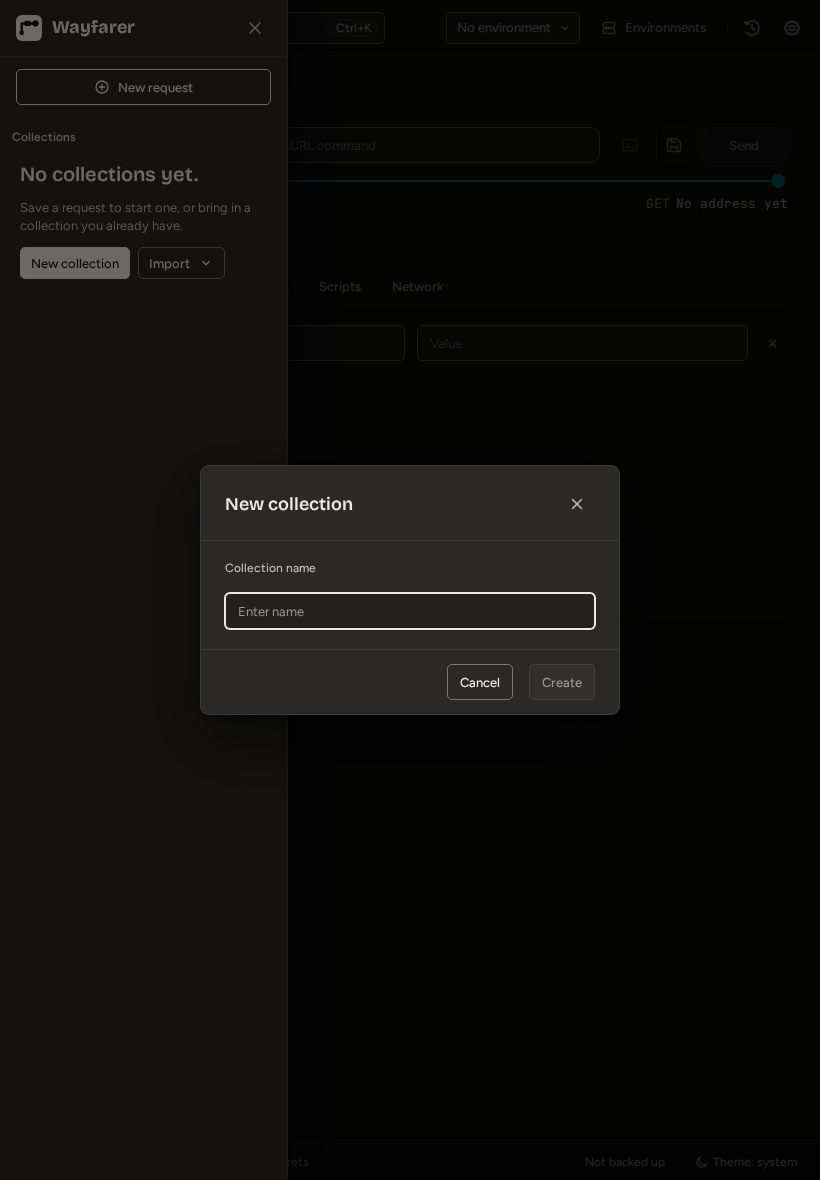 Wayfarer
Ctrl+K
No environment
Environments
New request
Collections
No collections yet.
Save a request to start one, or bring in a
collection you already have.
New collection
Import
cURL command
Send
GET No address yet
Scripts
Network
Value
New collection
Collection name
Enter name
Cancel
Create
Not backed up
Theme: system